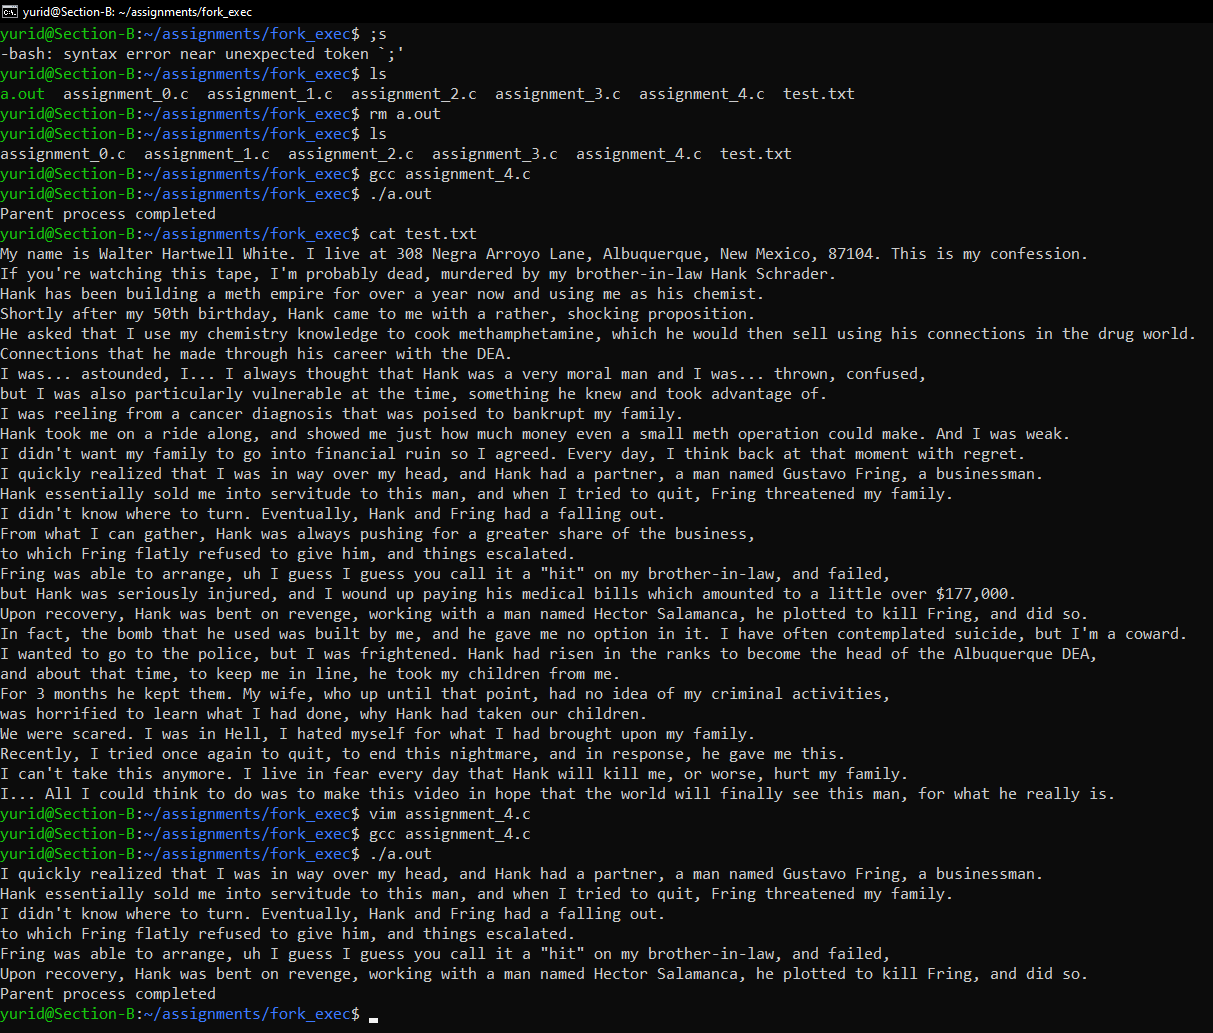 yurid@Section-B: ~/assignments/fork_exec
yurid@Section-B:~/assignments/fork_exec$ ;s
-bash: syntax error near unexpected token `;'
yurid@Section-B:~/assignments/fork_exec$ ls
a.out  assignment_0.c  assignment_1.c  assignment_2.c  assignment_3.c  assignment_4.c  test.txt
yurid@Section-B:~/assignments/fork_exec$ rm a.out
yurid@Section-B:~/assignments/fork_exec$ ls
assignment_0.c  assignment_1.c  assignment_2.c  assignment_3.c  assignment_4.c  test.txt
yurid@Section-B:~/assignments/fork_exec$ gcc assignment_4.c
yurid@Section-B:~/assignments/fork_exec$ ./a.out
Parent process completed
yurid@Section-B:~/assignments/fork_exec$ cat test.txt
My name is Walter Hartwell White. I live at 308 Negra Arroyo Lane, Albuquerque, New Mexico, 87104. This is my confession.
If you're watching this tape, I'm probably dead, murdered by my brother-in-law Hank Schrader.
Hank has been building a meth empire for over a year now and using me as his chemist.
Shortly after my 50th birthday, Hank came to me with a rather, shocking proposition.
He asked that I use my chemistry knowledge to cook methamphetamine, which he would then sell using his connections in the drug world.
Connections that he made through his career with the DEA.
I was... astounded, I... I always thought that Hank was a very moral man and I was... thrown, confused,
but I was also particularly vulnerable at the time, something he knew and took advantage of.
I was reeling from a cancer diagnosis that was poised to bankrupt my family.
Hank took me on a ride along, and showed me just how much money even a small meth operation could make. And I was weak.
I didn't want my family to go into financial ruin so I agreed. Every day, I think back at that moment with regret.
I quickly realized that I was in way over my head, and Hank had a partner, a man named Gustavo Fring, a businessman.
Hank essentially sold me into servitude to this man, and when I tried to quit, Fring threatened my family.
I didn't know where to turn. Eventually, Hank and Fring had a falling out.
From what I can gather, Hank was always pushing for a greater share of the business,
to which Fring flatly refused to give him, and things escalated.
Fring was able to arrange, uh I guess I guess you call it a "hit" on my brother-in-law, and failed,
but Hank was seriously injured, and I wound up paying his medical bills which amounted to a little over $177,000.
Upon recovery, Hank was bent on revenge, working with a man named Hector Salamanca, he plotted to kill Fring, and did so.
In fact, the bomb that he used was built by me, and he gave me no option in it. I have often contemplated suicide, but I'm a coward.
I wanted to go to the police, but I was frightened. Hank had risen in the ranks to become the head of the Albuquerque DEA,
and about that time, to keep me in line, he took my children from me.
For 3 months he kept them. My wife, who up until that point, had no idea of my criminal activities,
was horrified to learn what I had done, why Hank had taken our children.
We were scared. I was in Hell, I hated myself for what I had brought upon my family.
Recently, I tried once again to quit, to end this nightmare, and in response, he gave me this.
I can't take this anymore. I live in fear every day that Hank will kill me, or worse, hurt my family.
I... All I could think to do was to make this video in hope that the world will finally see this man, for what he really is.
yurid@Section-B:~/assignments/fork_exec$ vim assignment_4.c
yurid@Section-B:~/assignments/fork_exec$ gcc assignment_4.c
yurid@Section-B:~/assignments/fork_exec$ ./a.out
I quickly realized that I was in way over my head, and Hank had a partner, a man named Gustavo Fring, a businessman.
Hank essentially sold me into servitude to this man, and when I tried to quit, Fring threatened my family.
I didn't know where to turn. Eventually, Hank and Fring had a falling out.
to which Fring flatly refused to give him, and things escalated.
Fring was able to arrange, uh I guess I guess you call it a "hit" on my brother-in-law, and failed,
Upon recovery, Hank was bent on revenge, working with a man named Hector Salamanca, he plotted to kill Fring, and did so.
Parent process completed
yurid@Section-B:~/assignments/fork_exec$